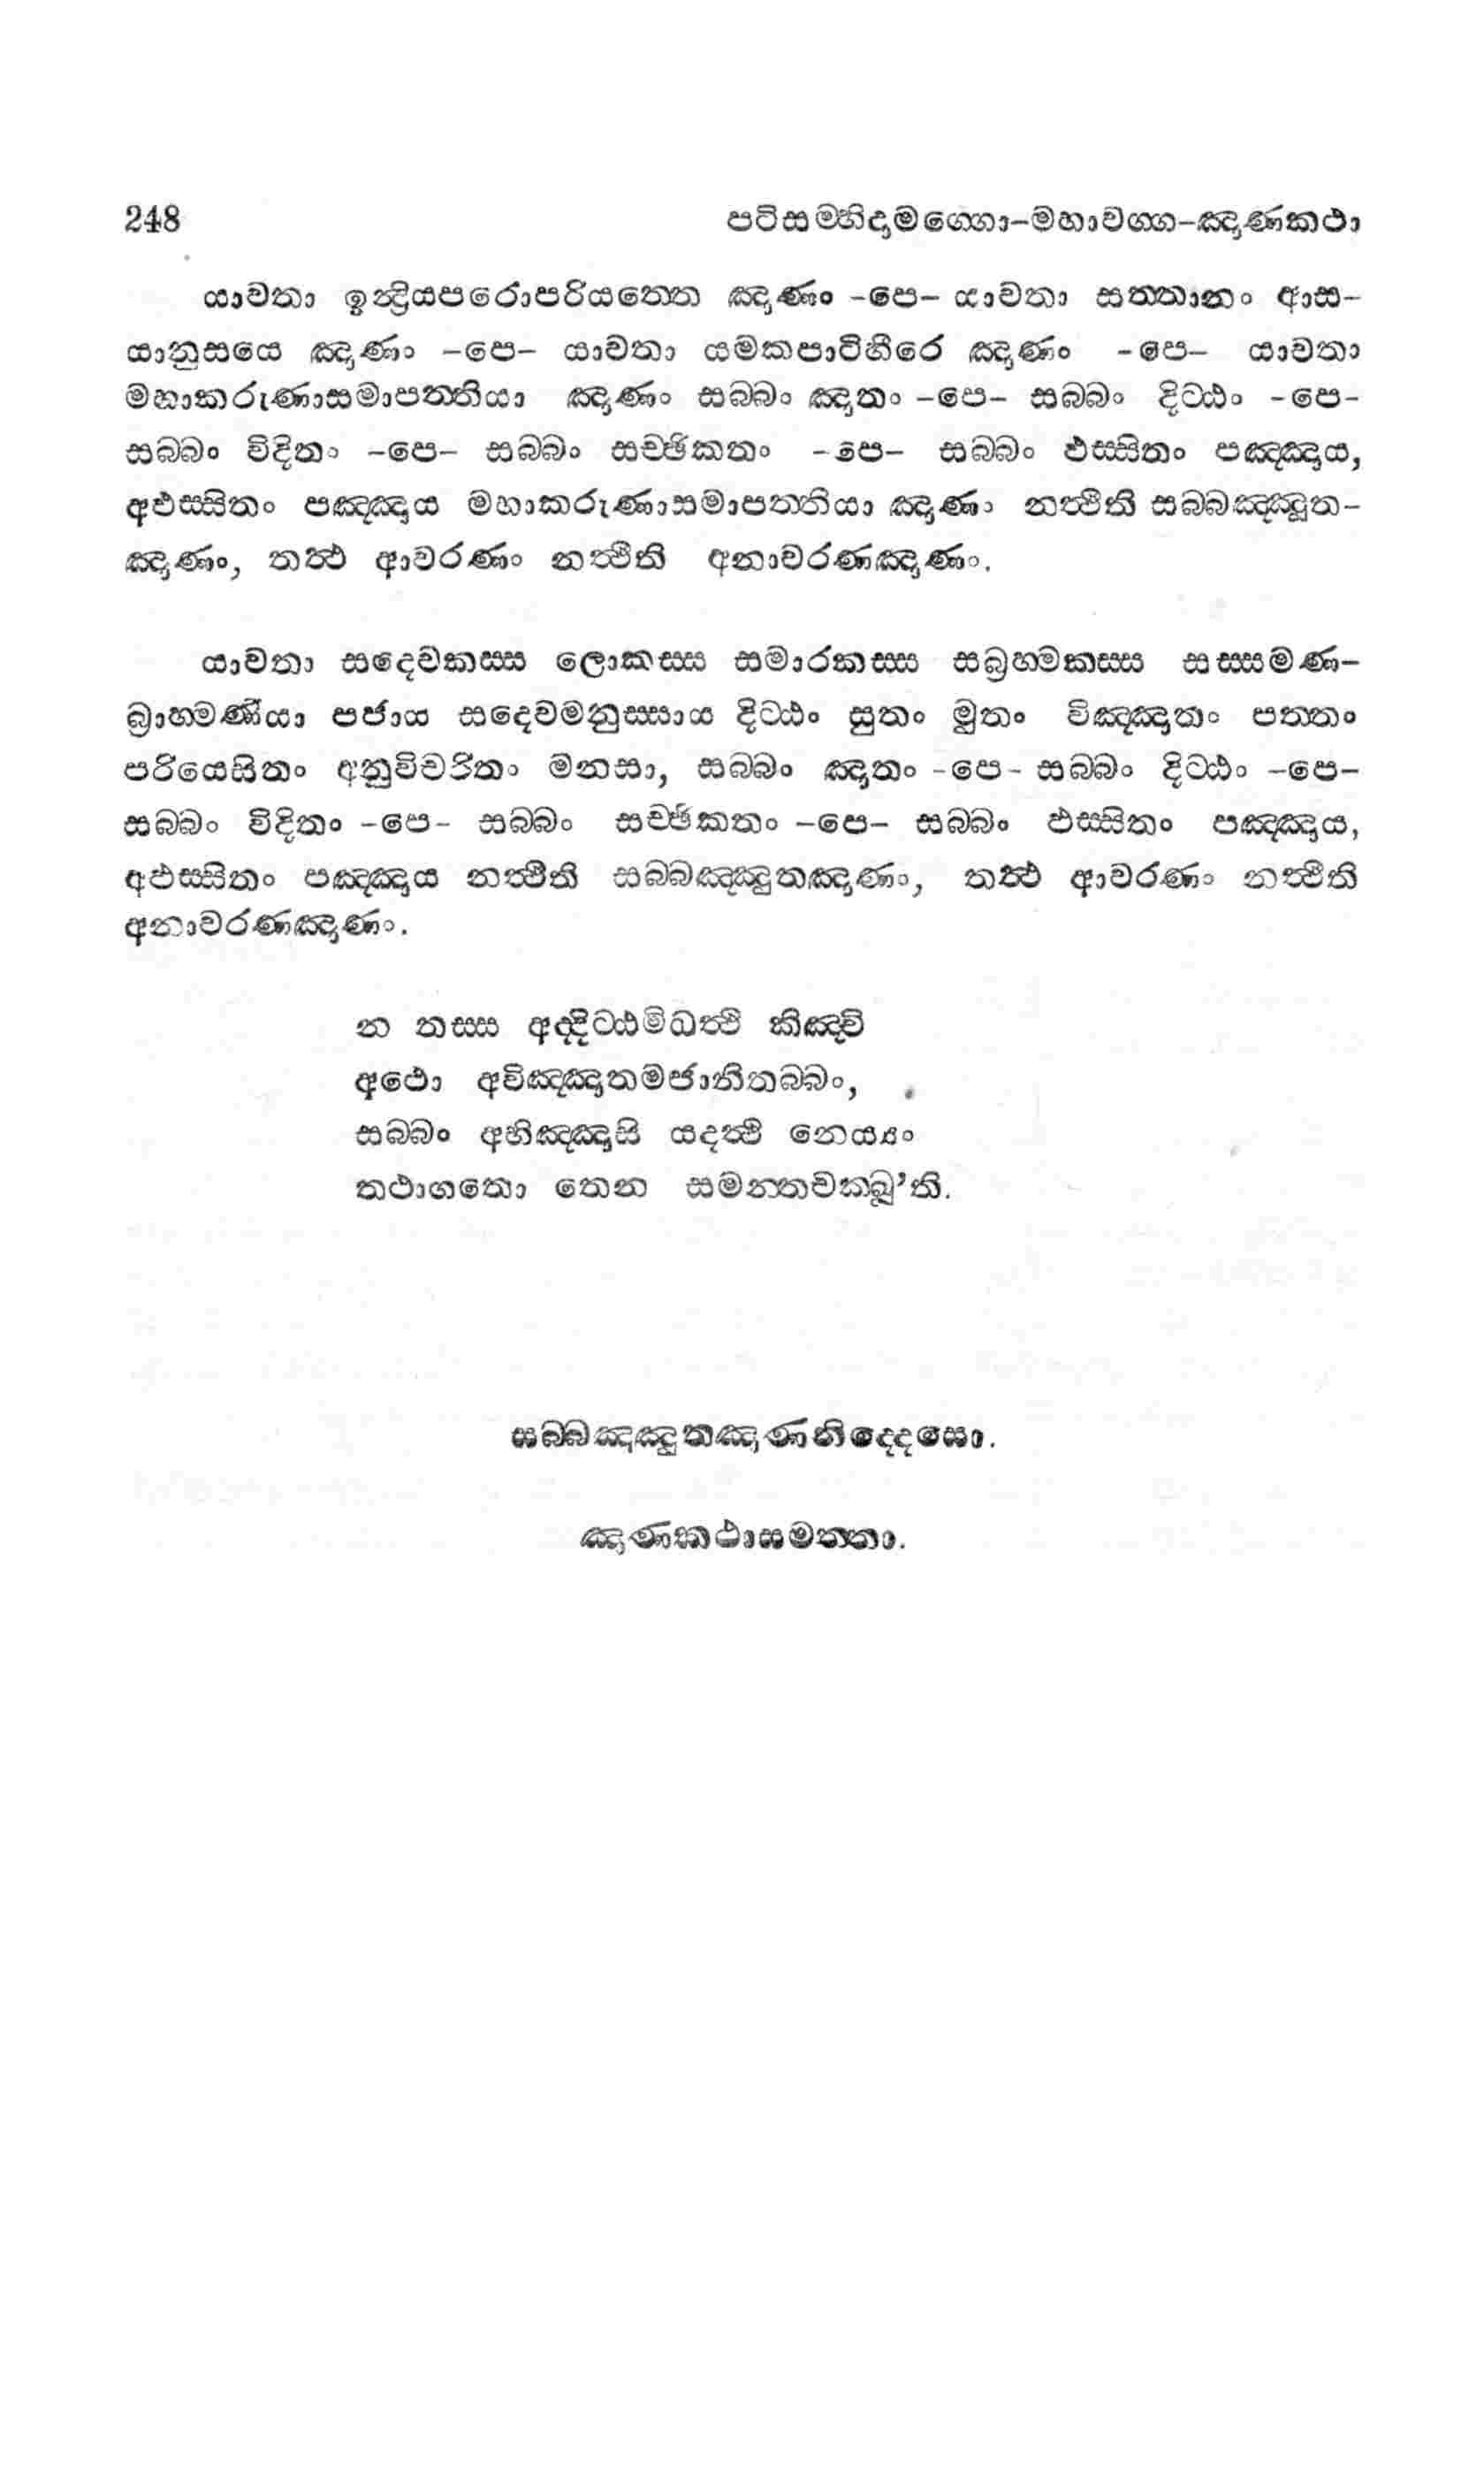 248 පටිසම්භිදාමග්ගො-මහාවග්ග-ඤාණකථා
යාවතා ඉන්ද්‍රියපරොපරියත්තෙ ඤාණං -පෙ- යාවතා සත්තානං ආස-
යානුසයෙ ඤාණං -පෙ- යාවතා යමකපාටිහීරෙ ඤාණං -පෙ- යාවතා
මහාකරුණාසමාපත්තියා ඤාණං සබ්බං ඤාතං -පෙ- සබ්බං දිට්ඨං -පෙ-
සබ්බං විදිතං -පෙ- සබ්බං සච්ඡිකතං -පෙ- සබ්බං ඵස්සිතං පඤ්ඤාය,
අඵස්සිතං පඤ්ඤාය මහාකරුණාසමාපත්තියා ඤාණං නත්ථීති සබ්බඤ්ඤුත-
ඤාණං, තත්ථ ආවරණං නත්ථීති අනාවරණඤාණං.
යාවතා සදෙවකස්ස ලොකස්ස සමාරකස්ස සබ්‍රහ්මකස්ස සස්සමණ-
බ්‍රාහ්මණියා පජාය සදෙවමනුස්සාය දිට්ඨං සුතං මුතං විඤ්ඤාතං පත්තං
පරියෙසිතං අනුවිචරිතං මනසා, සබ්බං ඤාතං -පෙ- සබ්බං දිට්ඨං -පෙ-
සබ්බං විදිතං -පෙ- සබ්බං සච්ඡිකතං -පෙ- සබ්බං ඵස්සිතං පඤ්ඤාය,
අඵස්සිතං පඤ්ඤාය නත්ථීති සබ්බඤ්ඤුතඤාණං, තත්ථ ආවරණං නත්ථීති
අනාවරණඤාණං.
න තස්ස අද්දිට්ඨමිධත්ථි කිඤ්චි
අථො අවිඤ්ඤාතමජානිතබ්බං,
සබ්බං අභිඤ්ඤාසි යදත්ථි නෙය්‍යං
තථාගතො තෙන සමන්තචක්ඛු’ති.
සබ්බඤ්ඤුතඤාණනිද්දෙසො.
ඤාණකථාසමත්තා.